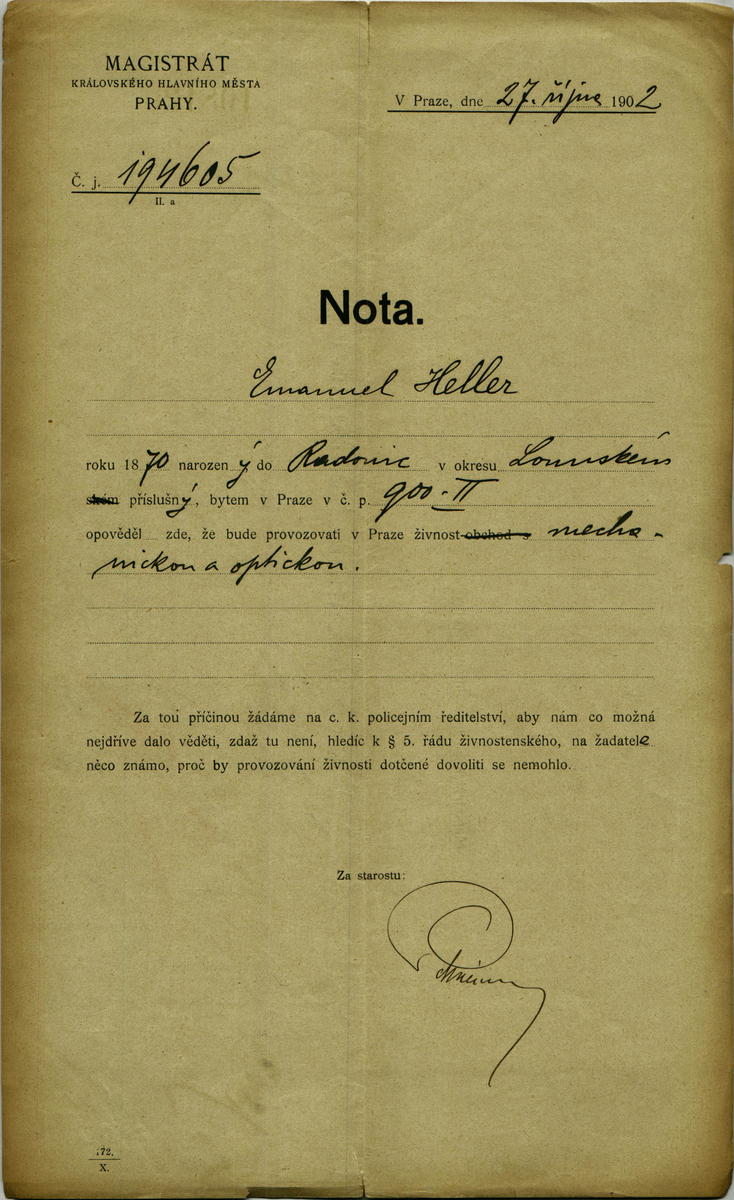 MAGISTRÁT
KRÁLOVSKÉHO HLAVNÍHO MĚSTA
PRAHY.
V Praze, dne 27. října 1902
Č. j. 194605
II. a
Nota.
Emanuel Heller
roku 1870 narozený do Radonic v okresu Lounském
ském příslušný, bytem v Praze v č. p. 900-II
opověděl zde, že bude provozovati v Praze živnost obchod s mecha-
nickou a optickou.
Za tou příčinou žádáme na c. k. policejním ředitelství, aby nám co možná
nejdříve dalo věděti, zdaž tu není, hledíc k § 5. řádu živnostenského, na žadatele
něco známo, proč by provozování živnosti dotčené dovoliti se nemohlo.
Za starostu:
172.
X.